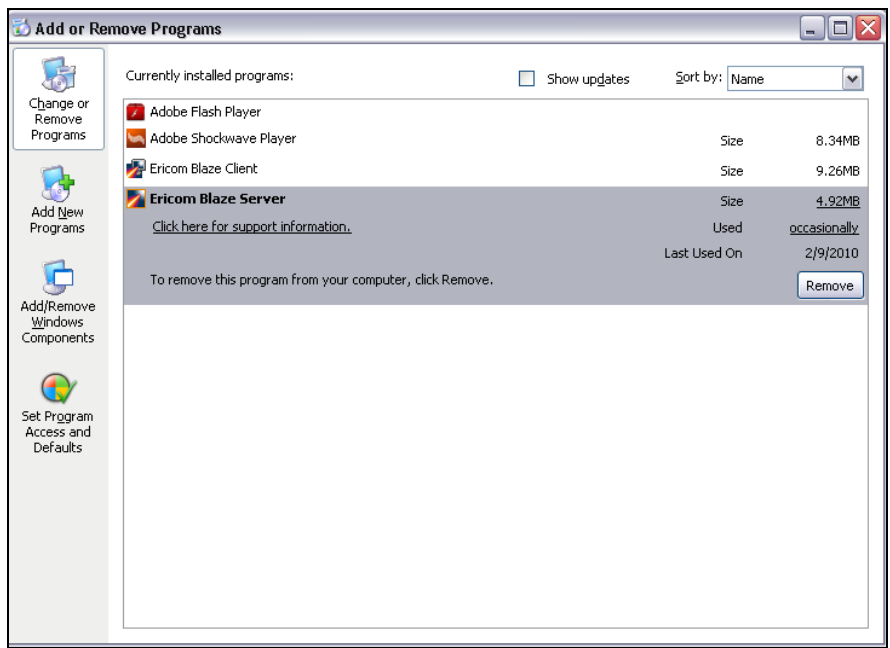 Add or Remove Programs
Change or
Remove
Programs
Add New
Programs
Add/Remove
Windows
Components
Set Program
Access and
Defaults
Currently installed programs:
Show updates
Sort by: Name
Adobe Flash Player
Adobe Shockwave Player Size 8.34MB
Ericom Blaze Client Size 9.26MB
Ericom Blaze Server Size 4.92MB
Click here for support information. Used occasionally
Last Used On 2/9/2010
To remove this program from your computer, click Remove. Remove